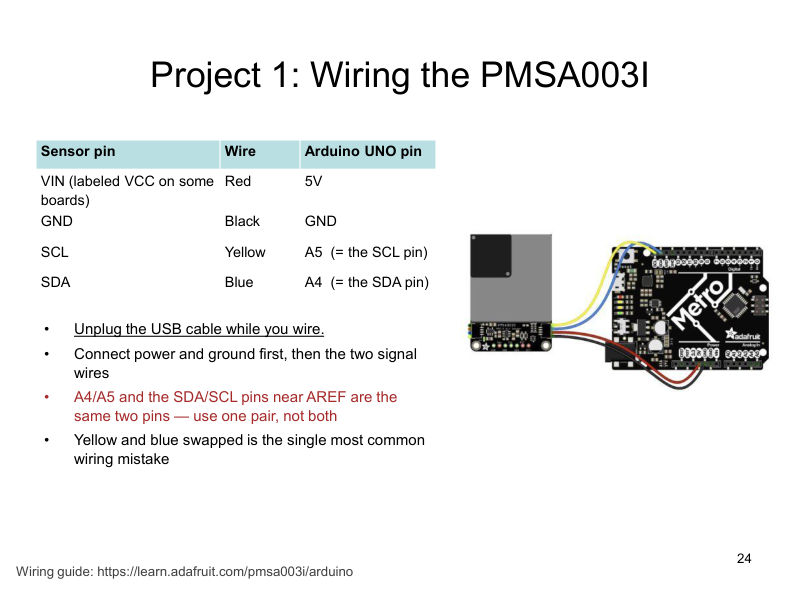 Project 1: Wiring the PMSA003I
Sensor pin Wire Arduino UNO pin
VIN (labeled VCC on some boards) Red 5V
GND Black GND
SCL Yellow A5 (= the SCL pin)
SDA Blue A4 (= the SDA pin)
• Unplug the USB cable while you wire.
• Connect power and ground first, then the two signal
wires
• A4/A5 and the SDA/SCL pins near AREF are the
same two pins — use one pair, not both
• Yellow and blue swapped is the single most common
wiring mistake
Digital
Metro
adafruit
Power
Analog In
24
Wiring guide: https://learn.adafruit.com/pmsa003i/arduino